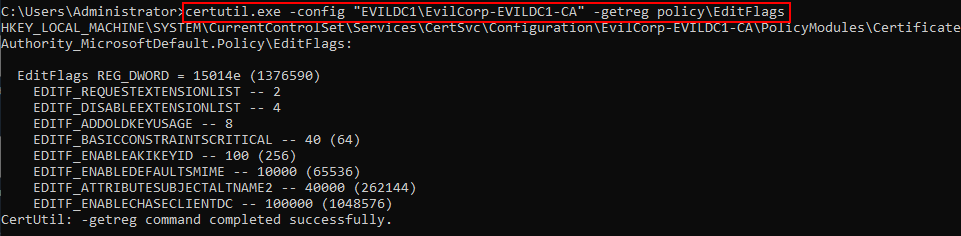 C:\Users\Administrator>certutil.exe -config "EVILDC1\EvilCorp-EVILDC1-CA" -getreg policy\EditFlags
HKEY_LOCAL_MACHINE\SYSTEM\CurrentControlSet\Services\CertSvc\Configuration\EvilCorp-EVILDC1-CA\PolicyModules\Certificate
Authority_MicrosoftDefault.Policy\EditFlags:
  EditFlags REG_DWORD = 15014e (1376590)
    EDITF_REQUESTEXTENSIONLIST -- 2
    EDITF_DISABLEEXTENSIONLIST -- 4
    EDITF_ADDOLDKEYUSAGE -- 8
    EDITF_BASICCONSTRAINTSCRITICAL -- 40 (64)
    EDITF_ENABLEAKIKEYID -- 100 (256)
    EDITF_ENABLEDEFAULTSMIME -- 10000 (65536)
    EDITF_ATTRIBUTESUBJECTALTNAME2 -- 40000 (262144)
    EDITF_ENABLECHASECLIENTDC -- 100000 (1048576)
CertUtil: -getreg command completed successfully.